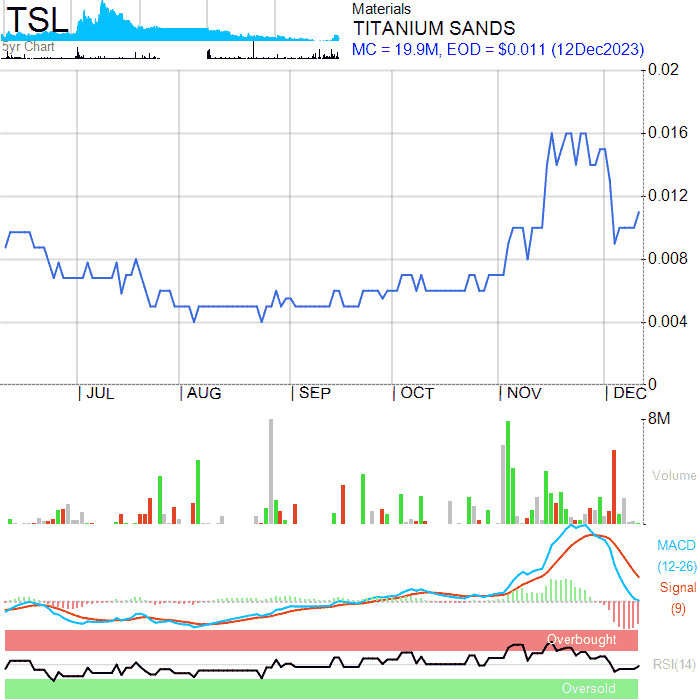 TSL
5yr Chart
Materials
TITANIUM SANDS
MC = 19.9M, EOD = $0.011 (12Dec2023)
0.02
0.016
0.012
0.008
0.004
0
JUL
AUG
SEP
OCT
NOV
DEC
8M
Volume
MACD
(12-26)
Signal
(9)
Overbought
RSI(14)
Oversold